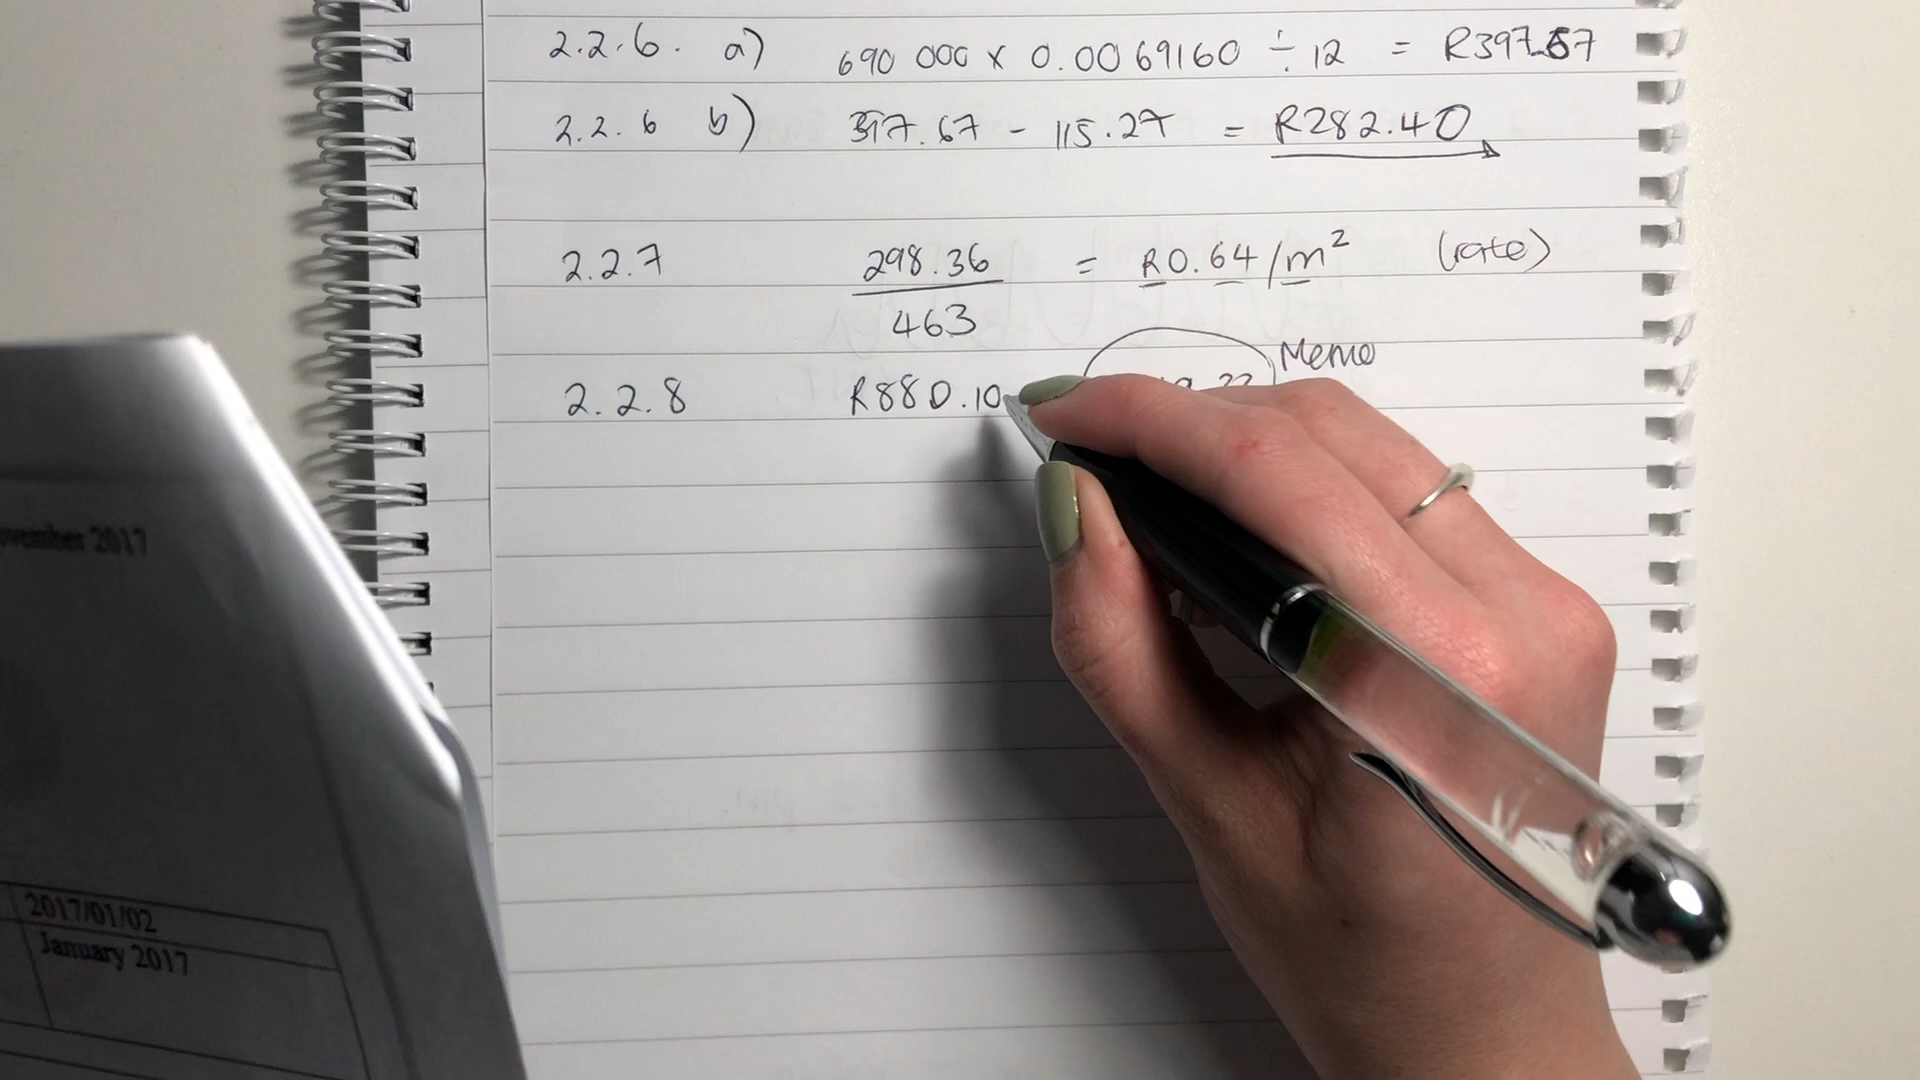 2.2.6. a) 690 000 x 0.0069160 ÷ 12 = R397.67
2.2.6 b) 397.67 - 115.27 = R282.40
2.2.7 298.36 = R0.64/m² (rate)
463
Memo
2.2.8 R880.10
2017
2017/01/02
January 2017